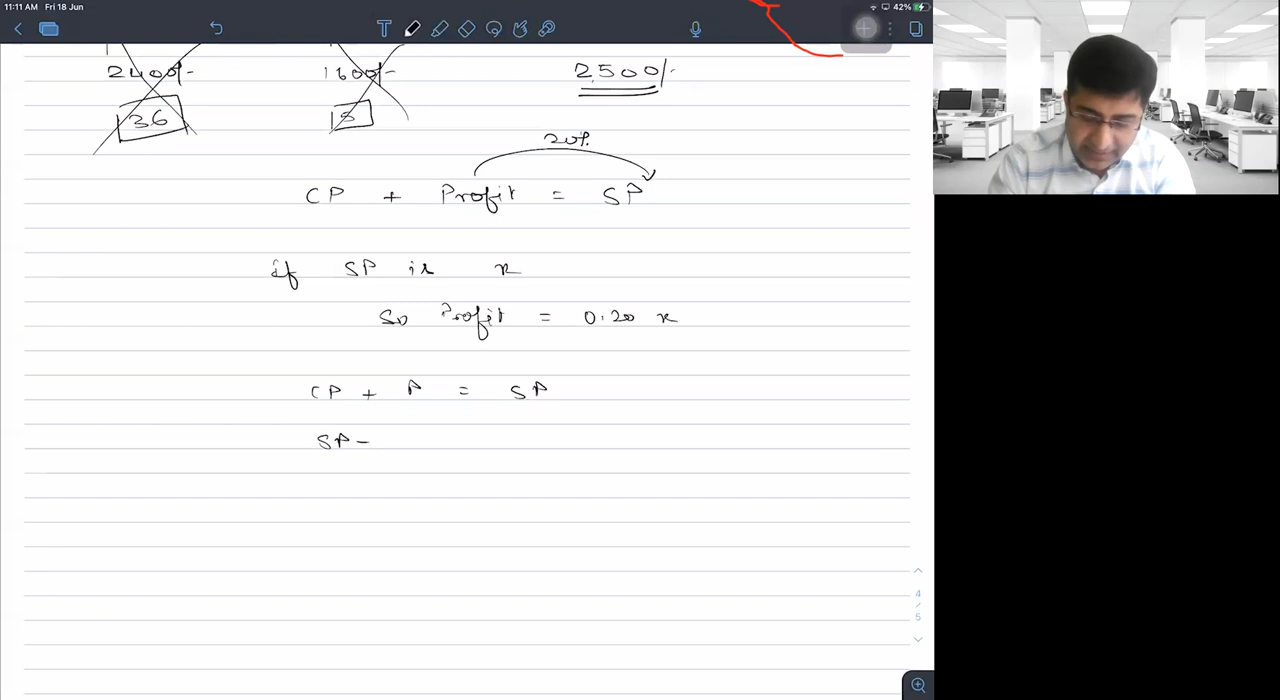 11:11 AM Fri 18 Jun
42%
T
2400/- 1600/- 2500/-
36
20%
CP + Profit = SP
if SP is x
So Profit = 0.20 x
CP + P = SP
SP -
4
/
5